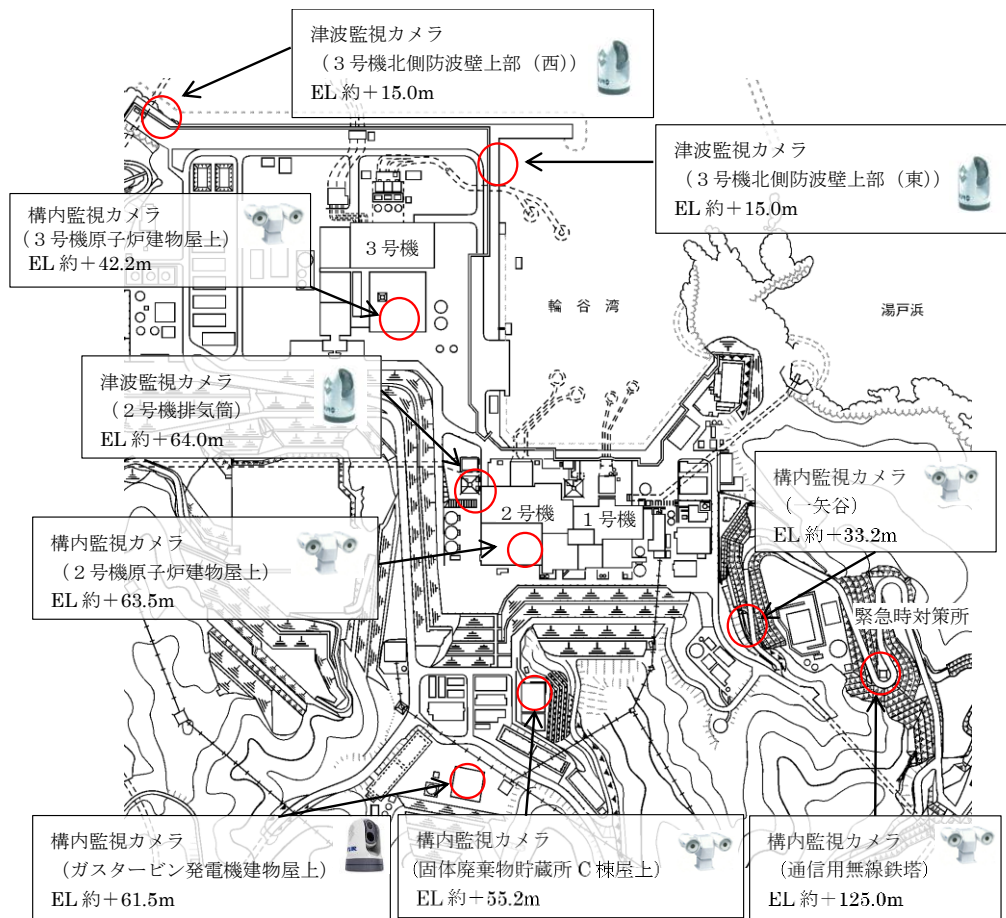 津波監視カメラ
（３号機北側防波壁上部（西））
EL 約＋15.0m
津波監視カメラ
（３号機北側防波壁上部（東））
EL 約＋15.0m
構内監視カメラ
（３号機原子炉建物屋上）
EL 約＋42.2m
３号機
輪谷湾
湯戸浜
津波監視カメラ
（２号機排気筒）
EL 約＋64.0m
構内監視カメラ
（一矢谷）
EL 約＋33.2m
２号機
１号機
構内監視カメラ
（２号機原子炉建物屋上）
EL 約＋63.5m
緊急時対策所
構内監視カメラ
（ガスタービン発電機建物屋上）
EL 約＋61.5m
構内監視カメラ
（固体廃棄物貯蔵所 C 棟屋上）
EL 約＋55.2m
構内監視カメラ
（通信用無線鉄塔）
EL 約＋125.0m